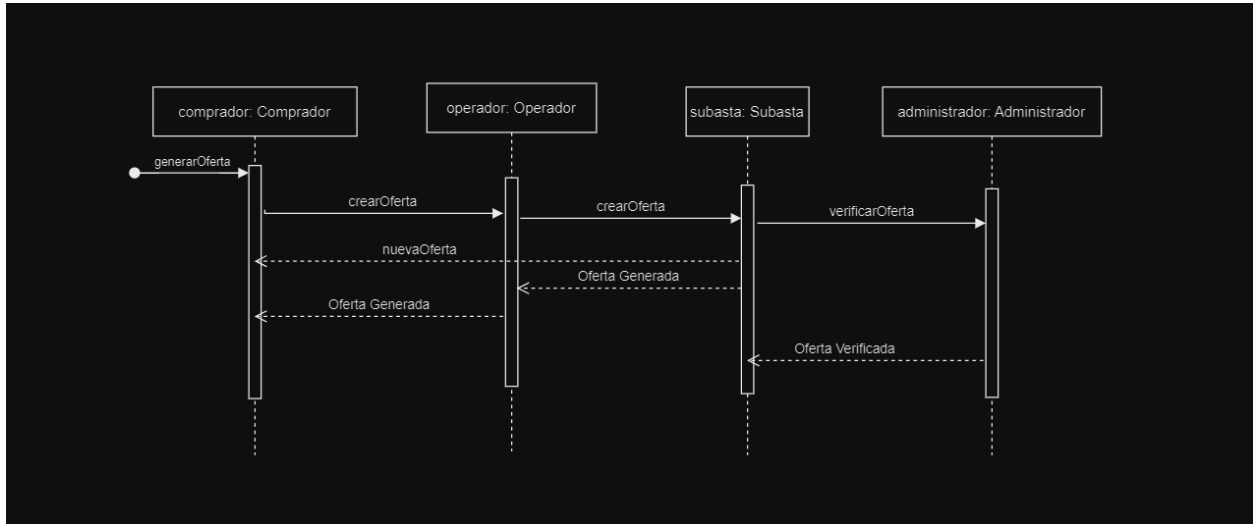 comprador: Comprador
operador: Operador
subasta: Subasta
administrador: Administrador
generarOferta
crearOferta
crearOferta
verificarOferta
nuevaOferta
Oferta Generada
Oferta Generada
Oferta Verificada